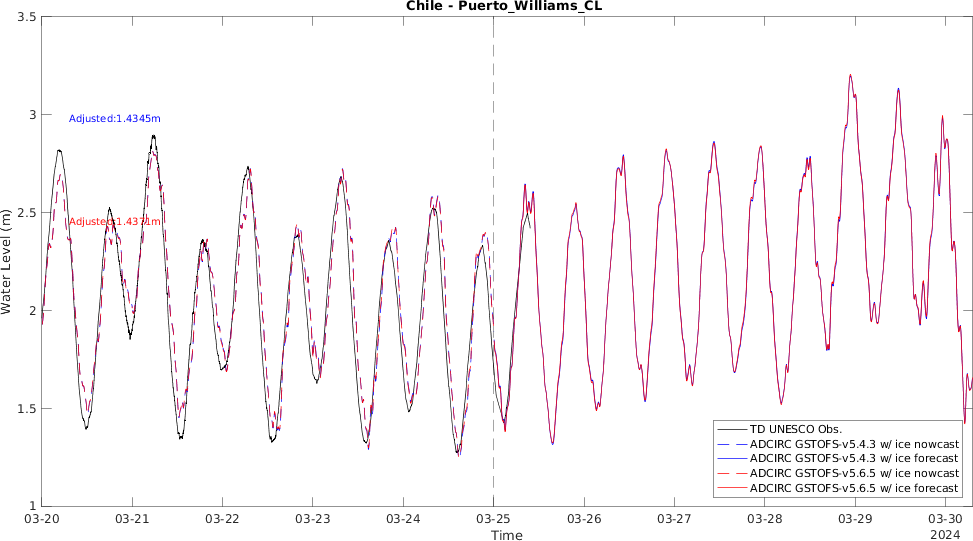 Chile - Puerto_Williams_CL
3.5
3
2.5
2
1.5
1
Water Level (m)
Adjusted:1.4345m
Adjusted:1.4371m
TD UNESCO Obs.
ADCIRC GSTOFS-v5.4.3 w/ ice nowcast
ADCIRC GSTOFS-v5.4.3 w/ ice forecast
ADCIRC GSTOFS-v5.6.5 w/ ice nowcast
ADCIRC GSTOFS-v5.6.5 w/ ice forecast
03-20 03-21 03-22 03-23 03-24 03-25 03-26 03-27 03-28 03-29 03-30
Time
2024